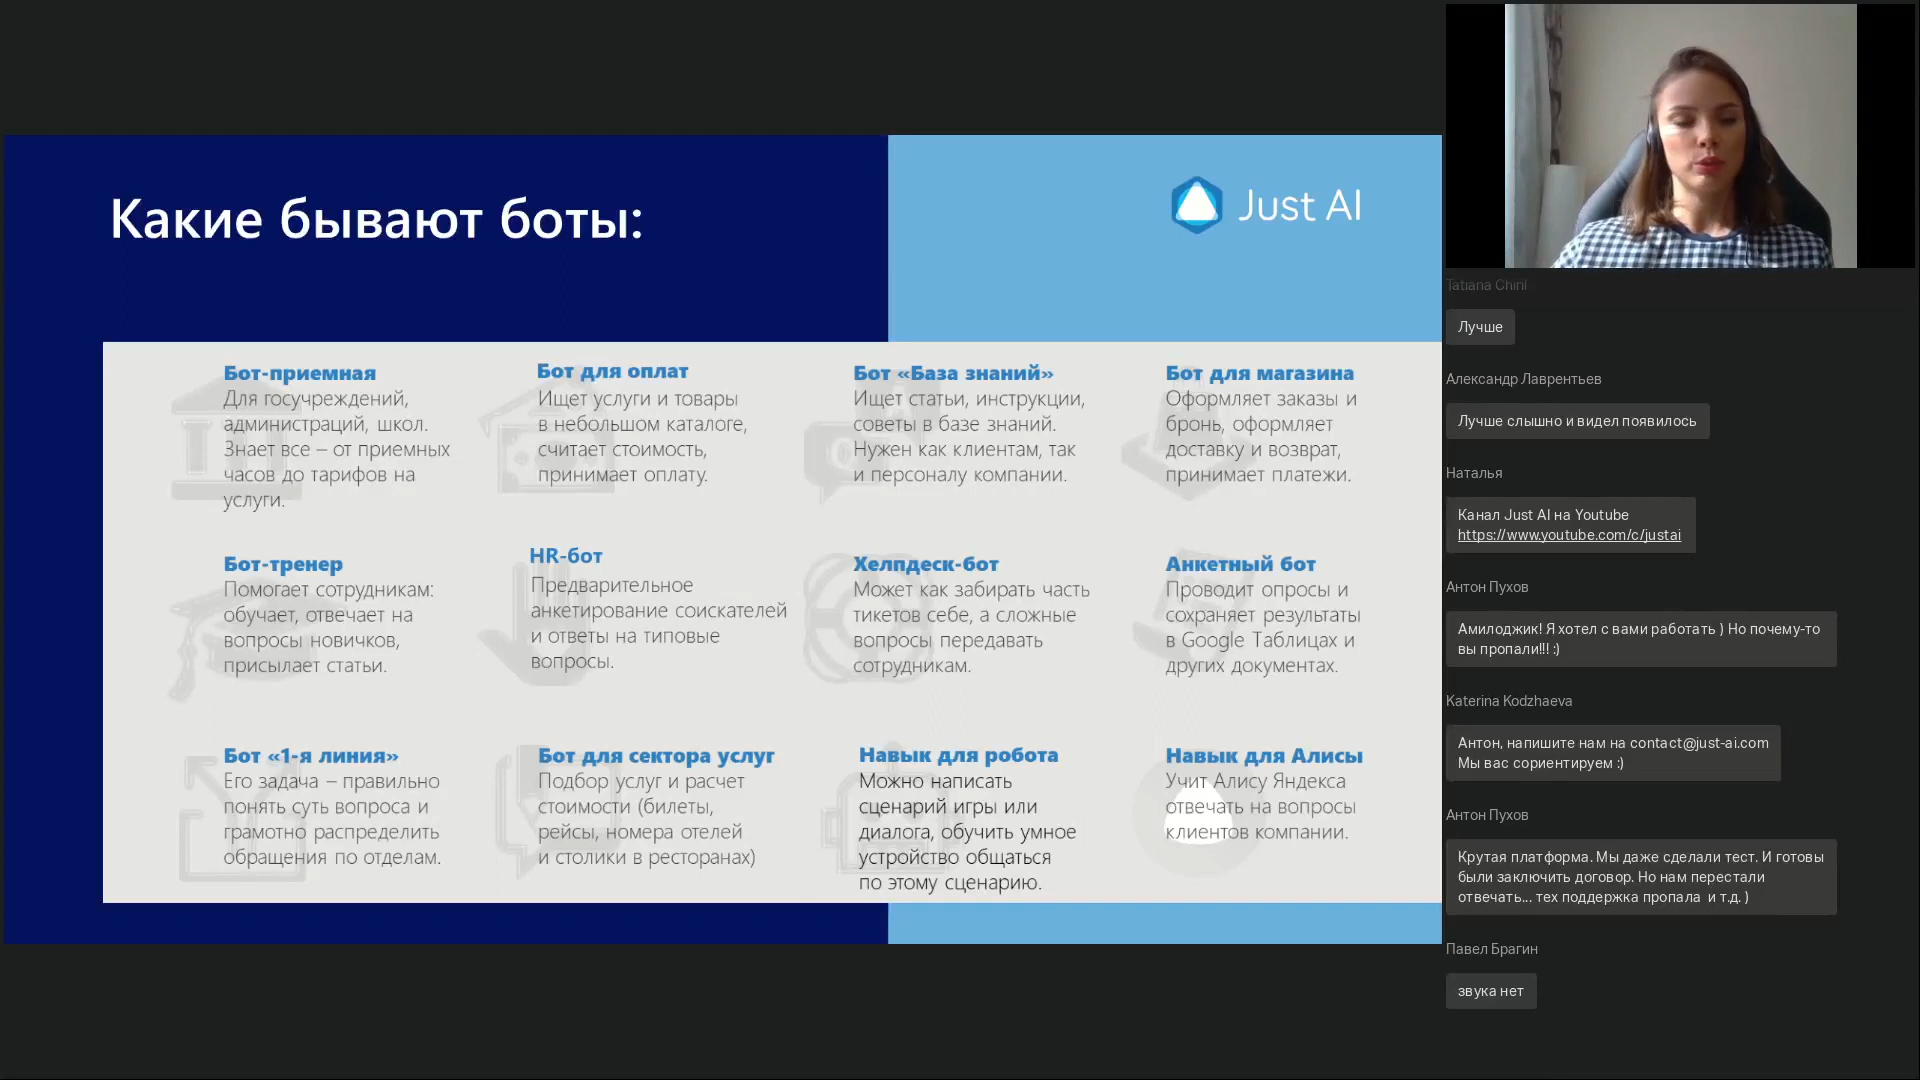 Какие бывают боты:
Just AI
Бот-приемная
Для госучреждений,
администраций, школ.
Знает все – от приемных
часов до тарифов на
услуги.
Бот для оплат
Ищет услуги и товары
в небольшом каталоге,
считает стоимость,
принимает оплату.
Бот «База знаний»
Ищет статьи, инструкции,
советы в базе знаний.
Нужен как клиентам, так
и персоналу компании.
Бот для магазина
Оформляет заказы и
бронь, оформляет
доставку и возврат,
принимает платежи.
Бот-тренер
Помогает сотрудникам:
обучает, отвечает на
вопросы новичков,
присылает статьи.
HR-бот
Предварительное
анкетирование соискателей
и ответы на типовые
вопросы.
Хелпдеск-бот
Может как забирать часть
тикетов себе, а сложные
вопросы передавать
сотрудникам.
Анкетный бот
Проводит опросы и
сохраняет результаты
в Google Таблицах и
других документах.
Бот «1-я линия»
Его задача – правильно
понять суть вопроса и
грамотно распределить
обращения по отделам.
Бот для сектора услуг
Подбор услуг и расчет
стоимости (билеты,
рейсы, номера отелей
и столики в ресторанах)
Навык для робота
Можно написать
сценарий игры или
диалога, обучить умное
устройство общаться
по этому сценарию.
Навык для Алисы
Учит Алису Яндекса
отвечать на вопросы
клиентов компании.
Tatiana Chiril
Лучше
Александр Лаврентьев
Лучше слышно и видел появилось
Наталья
Канал Just AI на Youtube
https://www.youtube.com/c/justai
Антон Пухов
Амилоджик! Я хотел с вами работать ) Но почему-то
вы пропали!!! :)
Katerina Kodzhaeva
Антон, напишите нам на contact@just-ai.com
Мы вас сориентируем :)
Антон Пухов
Крутая платформа. Мы даже сделали тест. И готовы
были заключить договор. Но нам перестали
отвечать... тех поддержка пропала и т.д. )
Павел Брагин
звука нет